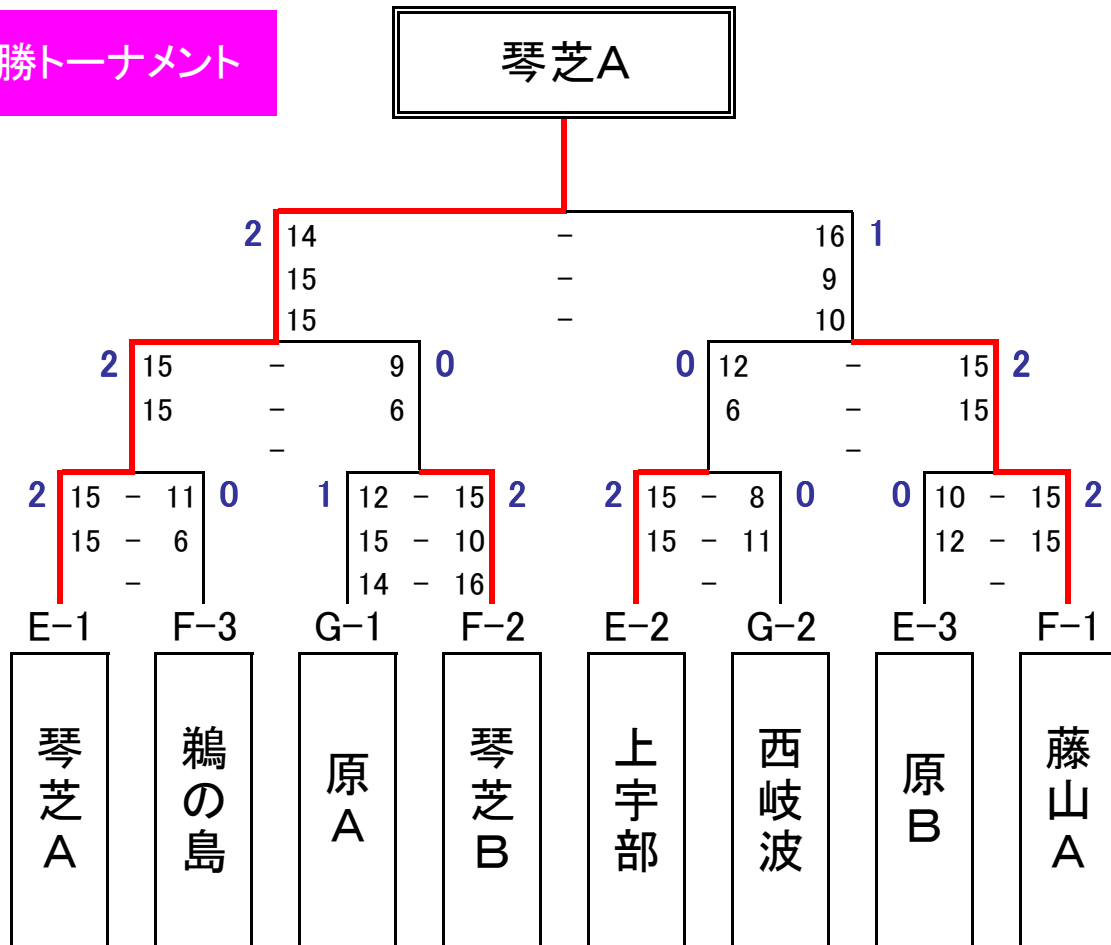 勝トーナメント
琴芝A
2 14 - 16 1
15 - 9
15 - 10
2 15 - 9 0 0 12 - 15 2
15 - 6 6 - 15
- -
2 15 - 11 0 1 12 - 15 2 2 15 - 8 0 0 10 - 15 2
15 - 6 15 - 10 15 - 11 12 - 15
- 14 - 16 - -
E-1 F-3 G-1 F-2 E-2 G-2 E-3 F-1
琴芝A
鵜の島
原A
琴芝B
上宇部
西岐波
原B
藤山A